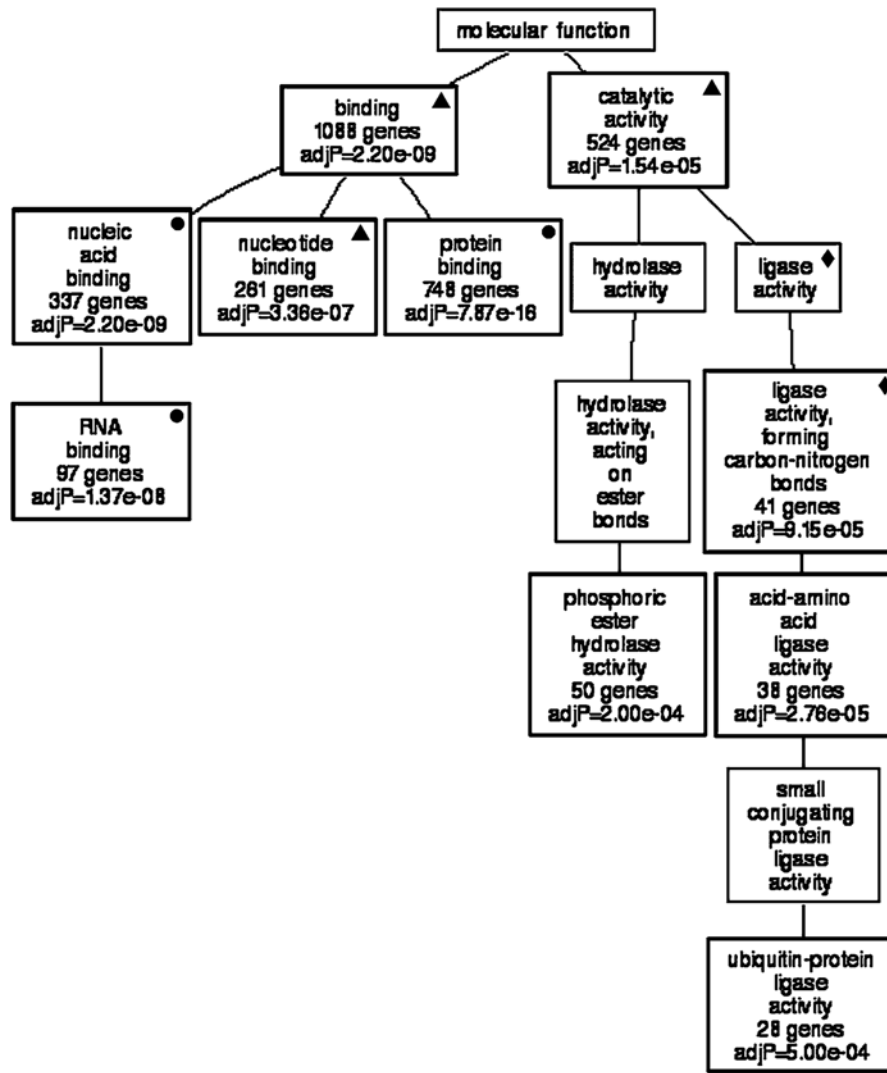 molecular function
binding
1088 genes
adjP=2.20e-09
catalytic
activity
524 genes
adjP=1.54e-05
nucleic
acid
binding
337 genes
adjP=2.20e-09
nucleotide
binding
261 genes
adjP=3.36e-07
protein
binding
748 genes
adjP=7.87e-16
hydrolase
activity
ligase
activity
RNA
binding
97 genes
adjP=1.37e-08
hydrolase
activity,
acting
on
ester
bonds
ligase
activity,
forming
carbon-nitrogen
bonds
41 genes
adjP=9.15e-05
phosphoric
ester
hydrolase
activity
50 genes
adjP=2.00e-04
acid-amino
acid
ligase
activity
38 genes
adjP=2.76e-05
small
conjugating
protein
ligase
activity
ubiquitin-protein
ligase
activity
28 genes
adjP=5.00e-04